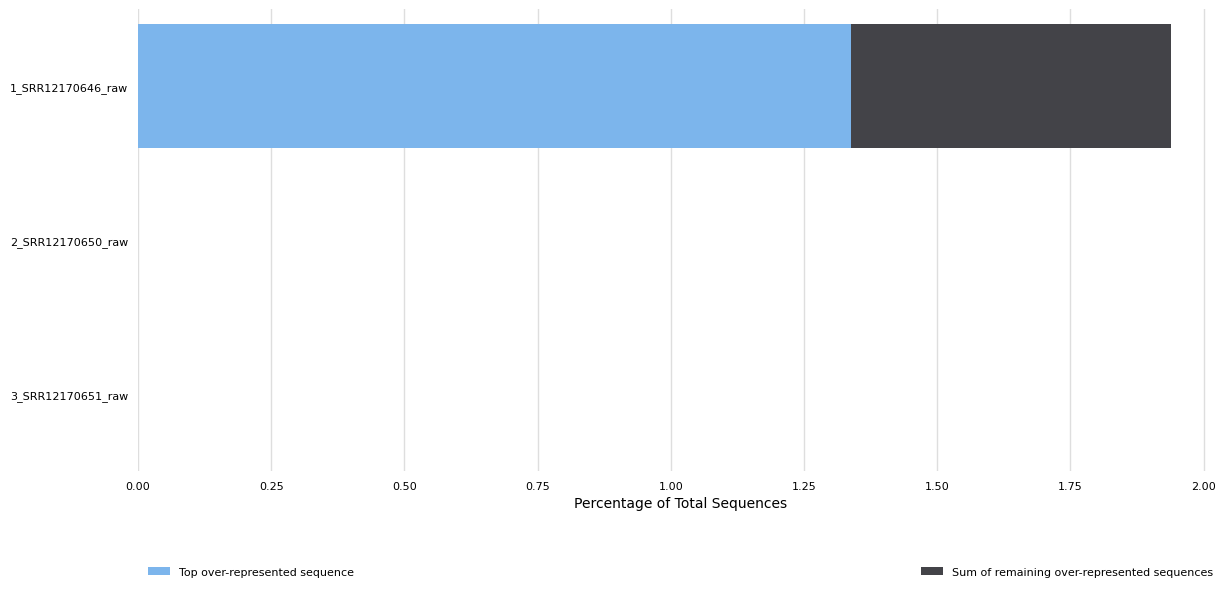 1_SRR12170646_raw
2_SRR12170650_raw
3_SRR12170651_raw
0.00 0.25 0.50 0.75 1.00 1.25 1.50 1.75 2.00
Percentage of Total Sequences
Top over-represented sequence Sum of remaining over-represented sequences